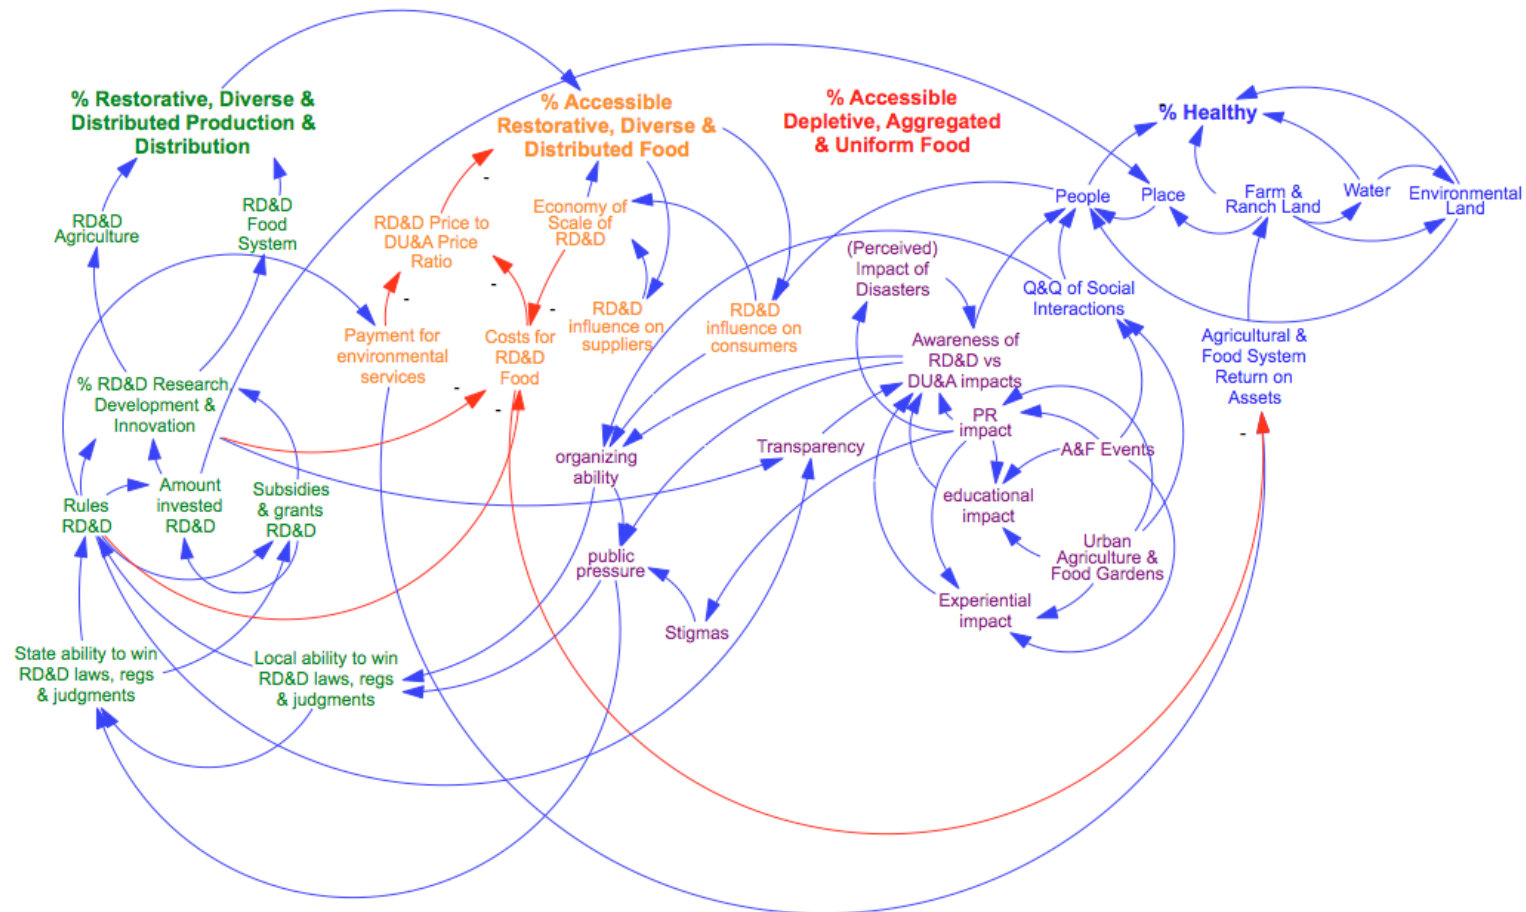 % Restorative, Diverse &
Distributed Production &
Distribution
% Accessible
Restorative, Diverse &
Distributed Food
% Accessible
Depletive, Aggregated
& Uniform Food
% Healthy
RD&D
Agriculture
RD&D
Food
System
RD&D Price to
DU&A Price
Ratio
Economy of
Scale of
RD&D
People
Place
Farm &
Ranch Land
Water
Environmental
Land
(Perceived)
Impact of
Disasters
Q&Q of Social
Interactions
Payment for
environmental
services
Costs for
RD&D
Food
RD&D
influence on
suppliers
RD&D
influence on
consumers
Awareness of
RD&D vs
DU&A impacts
Agricultural &
Food System
Return on
Assets
% RD&D Research,
Development &
Innovation
PR
impact
organizing
ability
Transparency
A&F Events
Rules
RD&D
Amount
invested
RD&D
Subsidies
& grants
RD&D
educational
impact
public
pressure
Urban
Agriculture &
Food Gardens
Experiential
impact
Stigmas
State ability to win
RD&D laws, regs
& judgments
Local ability to win
RD&D laws, regs
& judgments
-
-
-
-
-
-
-